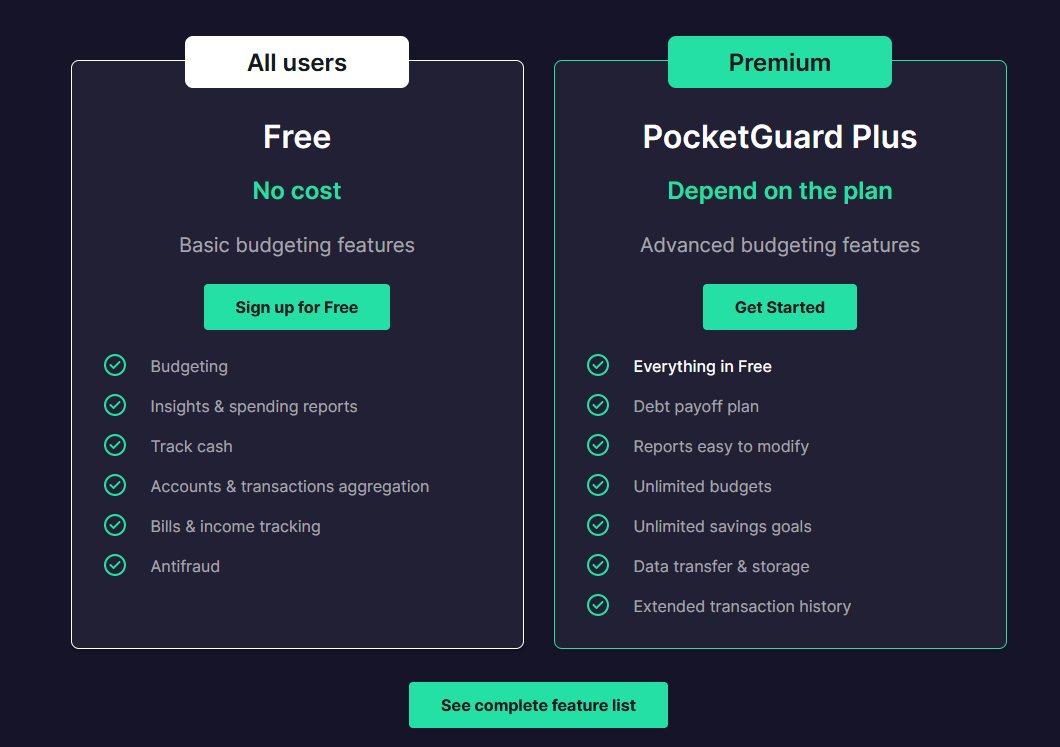 All users
Free
No cost
Basic budgeting features
Sign up for Free
Budgeting
Insights & spending reports
Track cash
Accounts & transactions aggregation
Bills & income tracking
Antifraud
Premium
PocketGuard Plus
Depend on the plan
Advanced budgeting features
Get Started
Everything in Free
Debt payoff plan
Reports easy to modify
Unlimited budgets
Unlimited savings goals
Data transfer & storage
Extended transaction history
See complete feature list